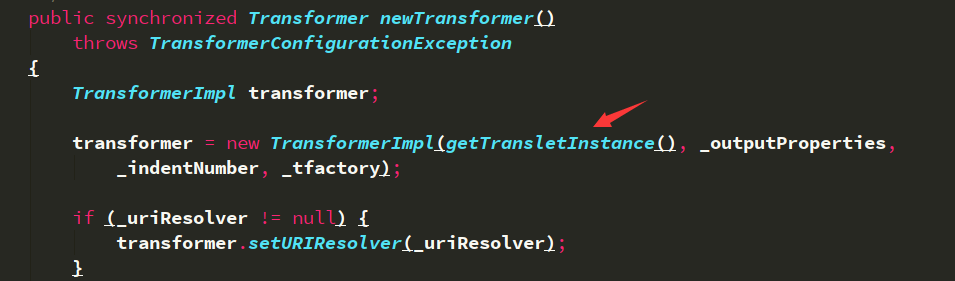 public synchronized Transformer newTransformer()
    throws TransformerConfigurationException
{
    TransformerImpl transformer;

    transformer = new TransformerImpl(getTransletInstance(), _outputProperties,
        _indentNumber, _tfactory);

    if (_uriResolver != null) {
        transformer.setURIResolver(_uriResolver);
    }